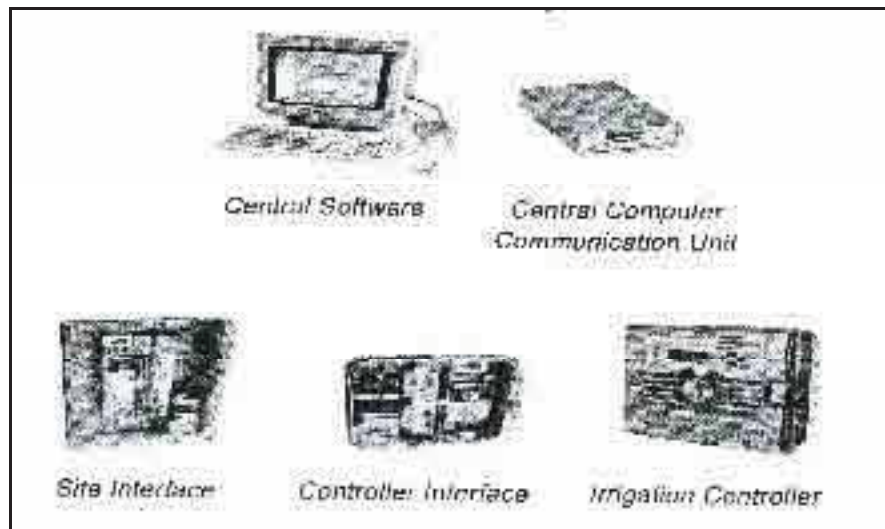 Central Software
Central Computer
Communication Unit
Site Interface
Controller Interface
Irrigation Controller